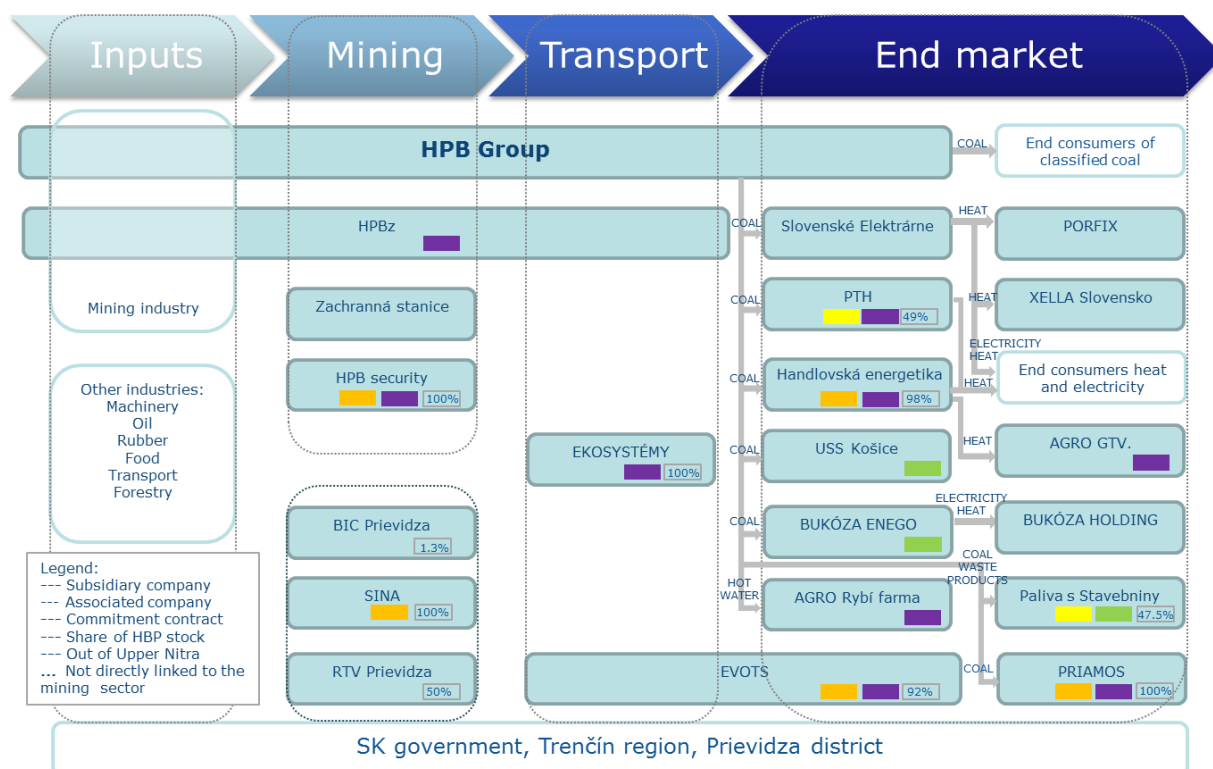 Inputs
Mining
Transport
End market
HPB Group
COAL
End consumers of
classified coal
HPBz
COAL
Slovenské Elektrárne
HEAT
PORFIX
Mining industry
Zachranná stanice
COAL
PTH
49%
HEAT
XELLA Slovensko
ELECTRICITY
HEAT
Other industries:
Machinery
Oil
Rubber
Food
Transport
Forestry
HPB security
100%
COAL
Handlovská energetika
98%
HEAT
End consumers heat
and electricity
EKOSYSTÉMY
100%
COAL
USS Košice
HEAT
AGRO GTV.
BIC Prievidza
1.3%
COAL
BUKÓZA ENEGO
ELECTRICITY
HEAT
BUKÓZA HOLDING
Legend:
--- Subsidiary company
--- Associated company
--- Commitment contract
--- Share of HBP stock
--- Out of Upper Nitra
... Not directly linked to the
mining sector
SINA
100%
HOT
WATER
AGRO Rybí farma
COAL
WASTE
PRODUCTS
Paliva s Stavebniny
47.5%
RTV Prievidza
50%
EVOTS
92%
COAL
PRIAMOS
100%
SK government, Trenčín region, Prievidza district